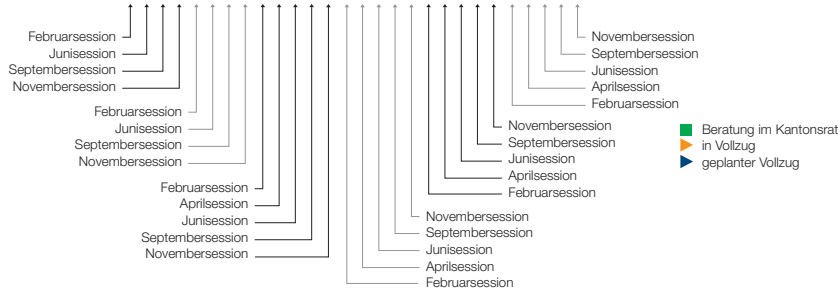 Februarsession
Junisession
Septembersession
Novembersession
Februarsession
Junisession
Septembersession
Novembersession
Februarsession
Aprilsession
Junisession
Septembersession
Novembersession
Novembersession
Septembersession
Junisession
Aprilsession
Februarsession
Novembersession
Septembersession
Junisession
Aprilsession
Februarsession
Novembersession
Septembersession
Junisession
Aprilsession
Februarsession
Beratung im Kantonsrat
in Vollzug
geplanter Vollzug